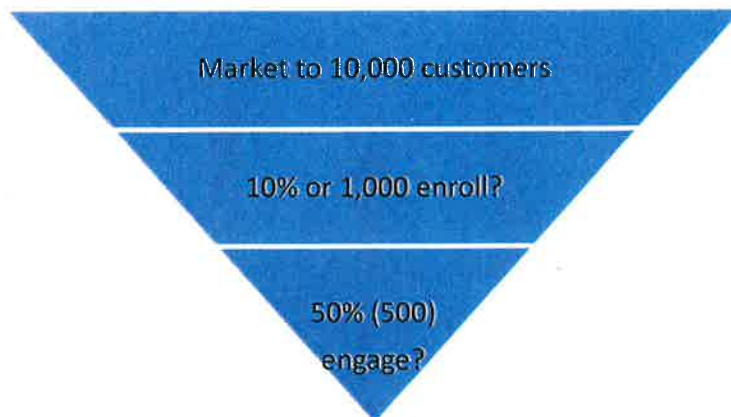 Market to 10,000 customers
10% or 1,000 enroll?
50% (500)
engage?